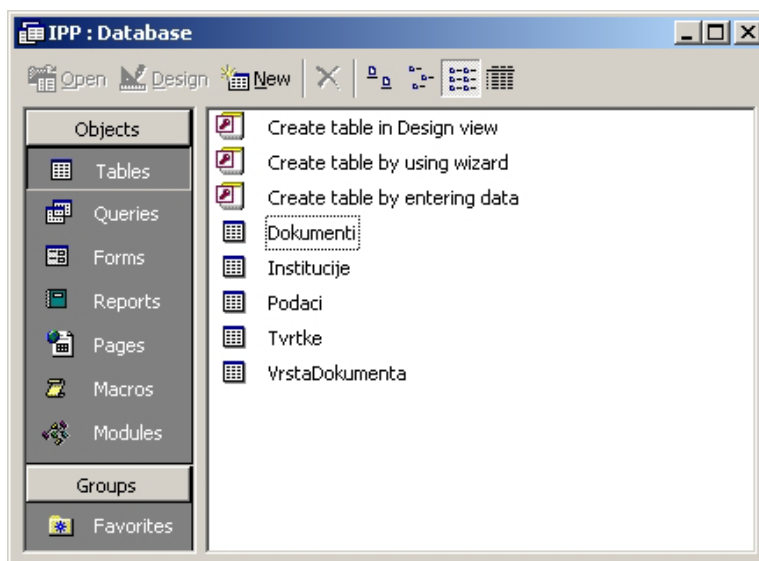 IPP : Database
Open Design New
Objects
Tables
Queries
Forms
Reports
Pages
Macros
Modules
Groups
Favorites
Create table in Design view
Create table by using wizard
Create table by entering data
Dokumenti
Institucije
Podaci
Tvrtke
VrstaDokumenta